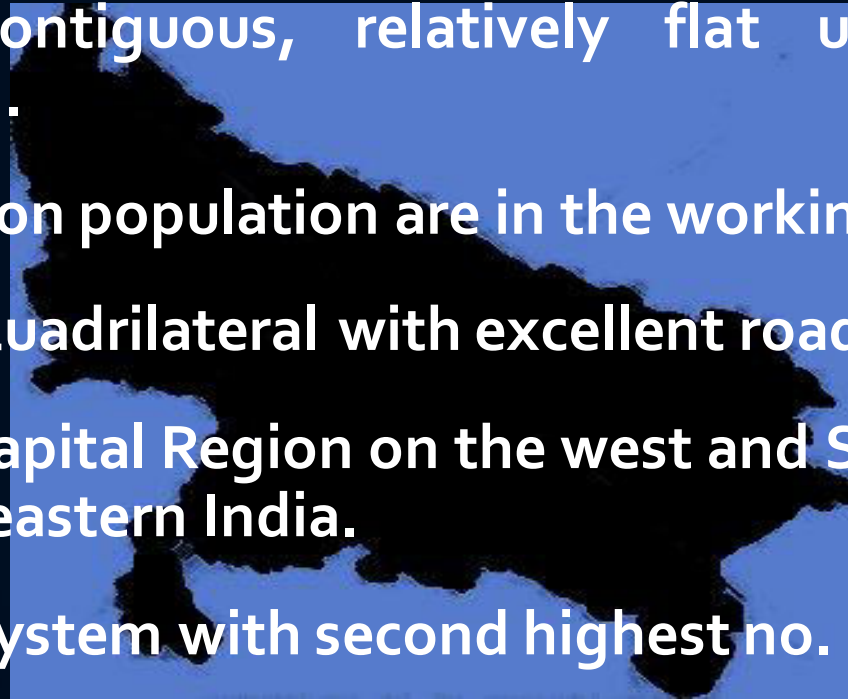 ontiguous, relatively flat u
.
on population are in the workin
uadrilateral with excellent road
apital Region on the west and S
eastern India.
ystem with second highest no.